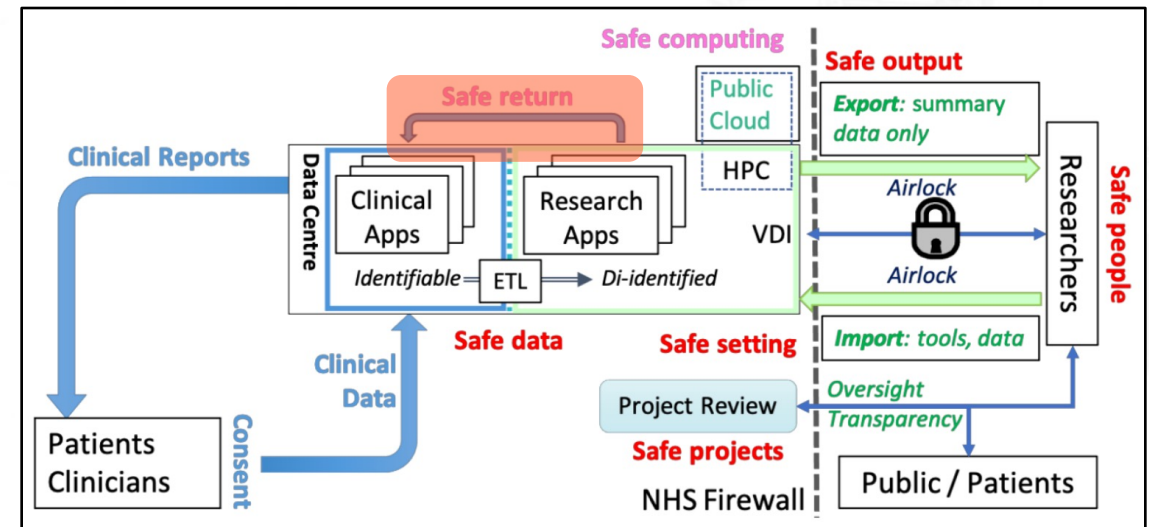 Safe computing
Safe output
Safe return
Public
Cloud
Export: summary
data only
Clinical Reports
Data Centre
Clinical
Apps
Research
Apps
HPC
VDI
Airlock
Airlock
Researchers
Safe people
Identifiable
ETL
Di-identified
Safe data
Safe setting
Import: tools, data
Clinical
Data
Project Review
Oversight
Transparency
Safe projects
Patients
Clinicians
Consent
NHS Firewall
Public / Patients